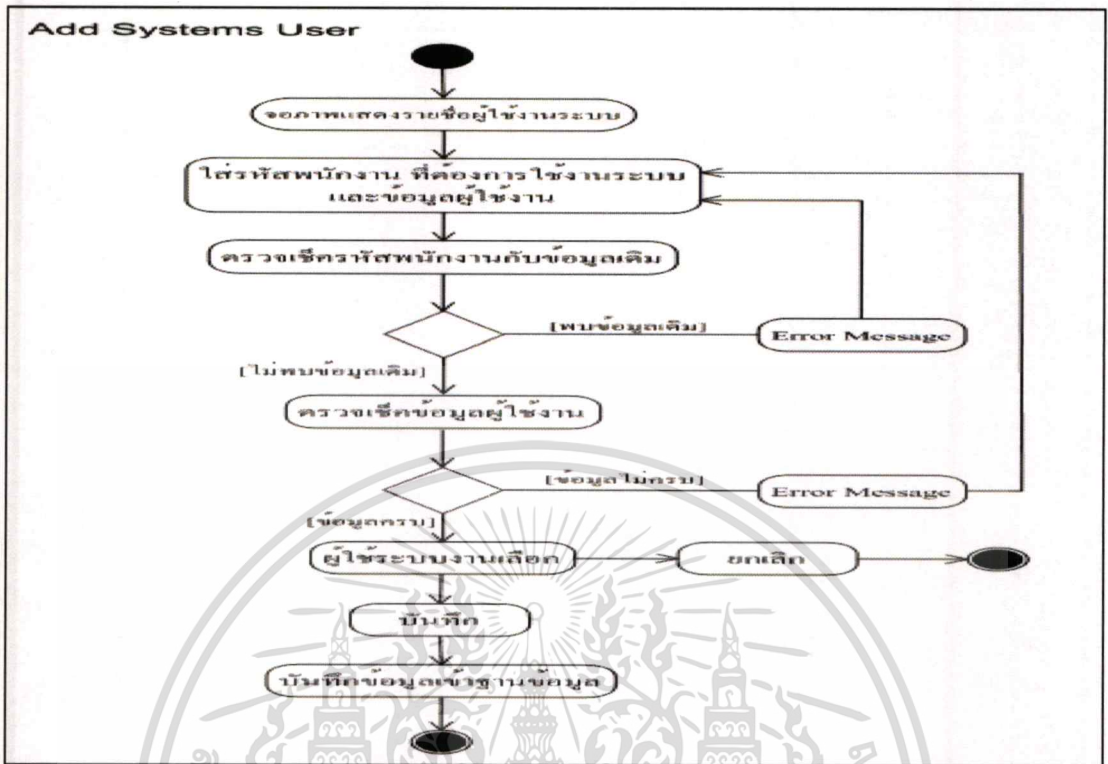 Add Systems User
จอภาพแสดงรายชื่อผู้ใช้งานระบบ
ใส่รหัสพนักงาน ที่ต้องการใช้งานระบบ
และข้อมูลผู้ใช้งาน
ตรวจเช็ครหัสพนักงานกับข้อมูลเดิม
[พบข้อมูลเดิม]
Error Message
[ไม่พบข้อมูลเดิม]
ตรวจเช็คข้อมูลผู้ใช้งาน
[ข้อมูลไม่ครบ]
Error Message
[ข้อมูลครบ]
ผู้ใช้ระบบงานเลือก
ยกเลิก
บันทึก
บันทึกข้อมูลเข้าฐานข้อมูล